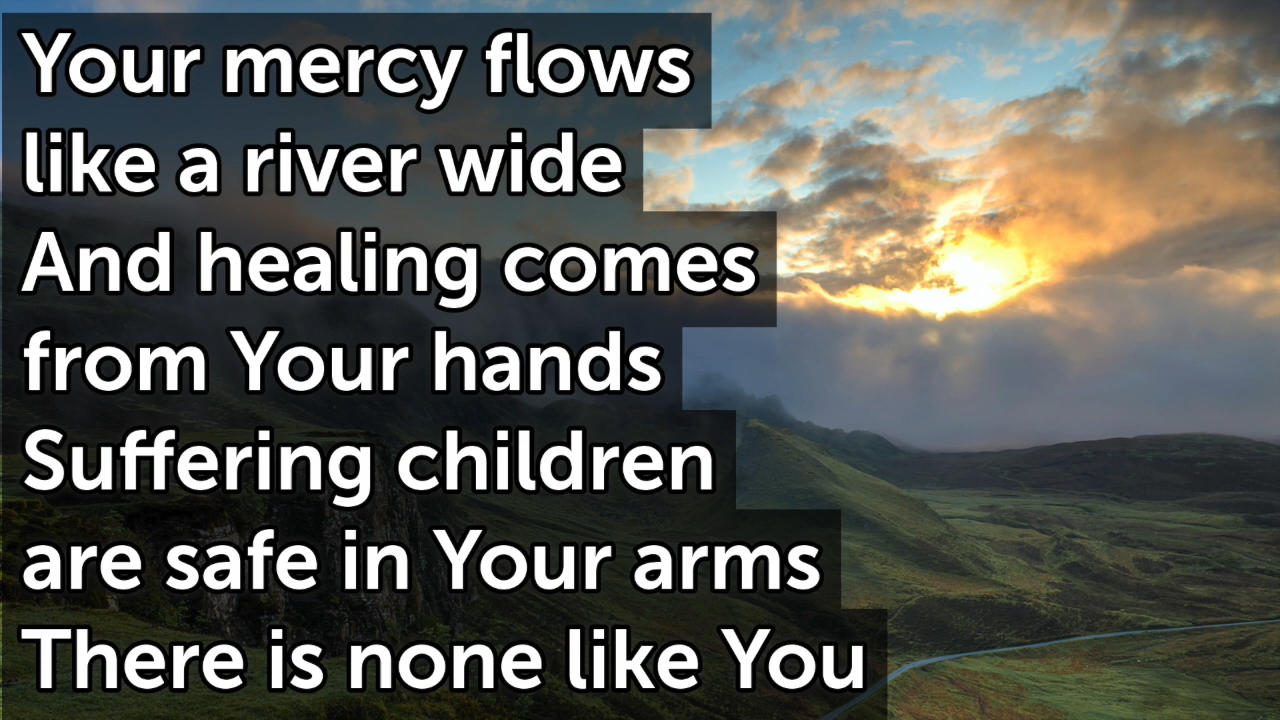 Your mercy flows
like a river wide
And healing comes
from Your hands
Suffering children
are safe in Your arms
There is none like You